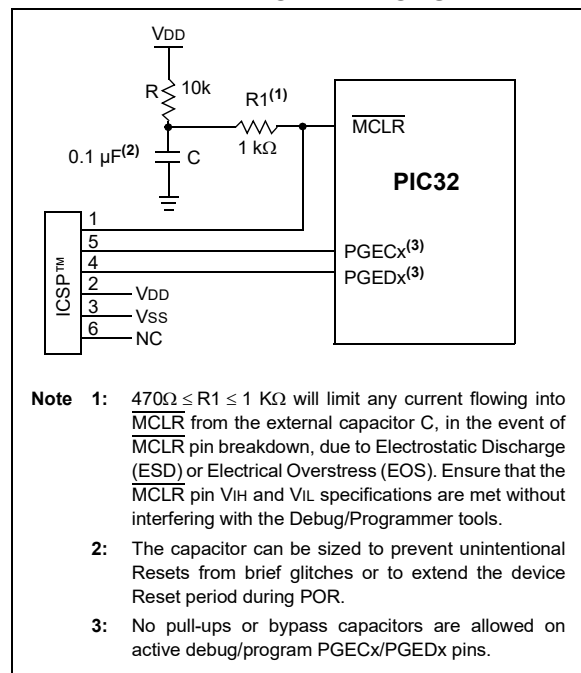 VDD
R
10k
R1(1)
1 kΩ
0.1 µF(2)
C
MCLR
PIC32
ICSP™
1
5
4
2
3
6
PGECx(3)
PGEDx(3)
VDD
VSS
NC
Note 1: 470Ω ≤ R1 ≤ 1 KΩ will limit any current flowing into
MCLR from the external capacitor C, in the event of
MCLR pin breakdown, due to Electrostatic Discharge
(ESD) or Electrical Overstress (EOS). Ensure that the
MCLR pin VIH and VIL specifications are met without
interfering with the Debug/Programmer tools.
2: The capacitor can be sized to prevent unintentional
Resets from brief glitches or to extend the device
Reset period during POR.
3: No pull-ups or bypass capacitors are allowed on
active debug/program PGECx/PGEDx pins.